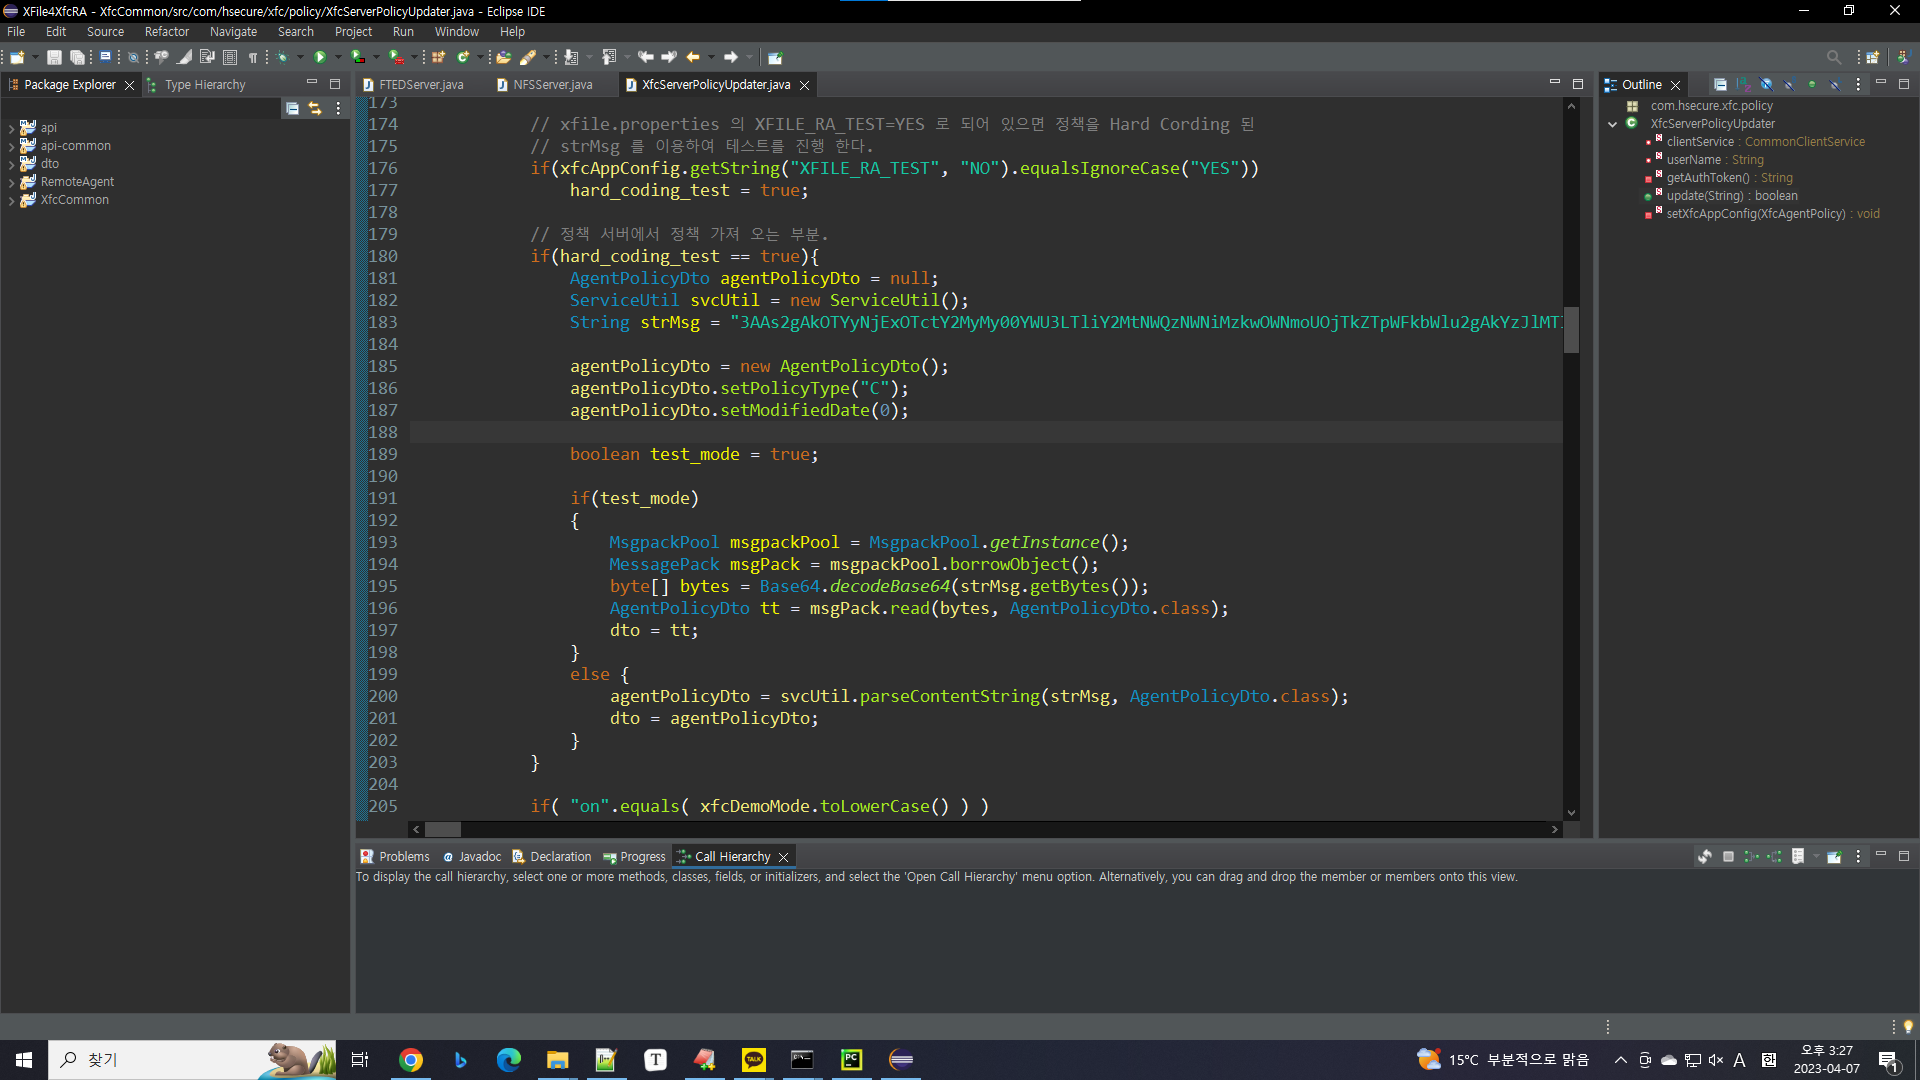 XFile4XfcRA - XfcCommon/src/com/hsecure/xfc/policy/XfcServerPolicyUpdater.java - Eclipse IDE
File Edit Source Refactor Navigate Search Project Run Window Help
Package Explorer Type Hierarchy
api
api-common
dto
RemoteAgent
XfcCommon
FTEDServer.java NFSServer.java XfcServerPolicyUpdater.java
173
174 // xfile.properties 의 XFILE_RA_TEST=YES 로 되어 있으면 정책을 Hard Cording 된
175 // strMsg 를 이용하여 테스트를 진행 한다.
176 if(xfcAppConfig.getString("XFILE_RA_TEST", "NO").equalsIgnoreCase("YES"))
177 hard_coding_test = true;
178
179 // 정책 서버에서 정책 가져 오는 부분.
180 if(hard_coding_test == true){
181 AgentPolicyDto agentPolicyDto = null;
182 ServiceUtil svcUtil = new ServiceUtil();
183 String strMsg = "3AAs2gAkOTYyNjExOTctY2MyMy00YWU3LTliY2MtNWQzNWNiMzkwOWNmoUOjTkZTpWFkbWlu2gAkYzJlMT
184
185 agentPolicyDto = new AgentPolicyDto();
186 agentPolicyDto.setPolicyType("C");
187 agentPolicyDto.setModifiedDate(0);
188
189 boolean test_mode = true;
190
191 if(test_mode)
192 {
193 MsgpackPool msgpackPool = MsgpackPool.getInstance();
194 MessagePack msgPack = msgpackPool.borrowObject();
195 byte[] bytes = Base64.decodeBase64(strMsg.getBytes());
196 AgentPolicyDto tt = msgPack.read(bytes, AgentPolicyDto.class);
197 dto = tt;
198 }
199 else {
200 agentPolicyDto = svcUtil.parseContentString(strMsg, AgentPolicyDto.class);
201 dto = agentPolicyDto;
202 }
203 }
204
205 if( "on".equals( xfcDemoMode.toLowerCase() ) )
Outline
com.hsecure.xfc.policy
XfcServerPolicyUpdater
clientService : CommonClientService
userName : String
getAuthToken() : String
update(String) : boolean
setXfcAppConfig(XfcAgentPolicy) : void
Problems Javadoc Declaration Progress Call Hierarchy
To display the call hierarchy, select one or more methods, classes, fields, or initializers, and select the 'Open Call Hierarchy' menu option. Alternatively, you can drag and drop the member or members onto this view.
찾기
T
TALK
PC
15°C 부분적으로 맑음
A
오후 3:27
2023-04-07
1